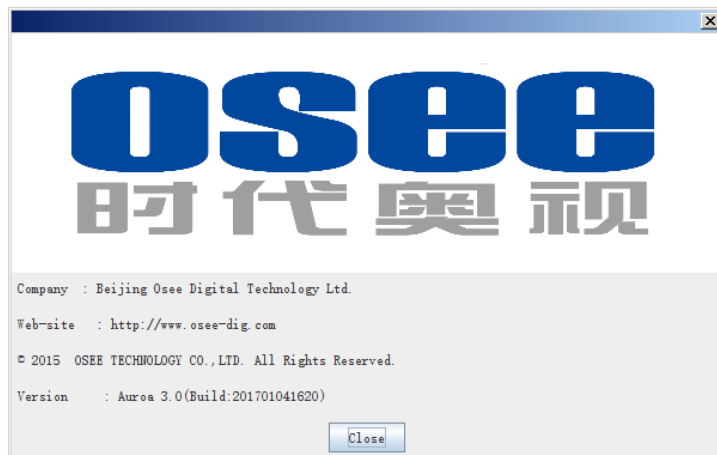 osee
时代奥视
Company : Beijing Osee Digital Technology Ltd.
Web-site : http://www.osee-dig.com
© 2015 OSEE TECHNOLOGY CO.,LTD. All Rights Reserved.
Version : Auroa 3.0(Build:201701041620)
Close